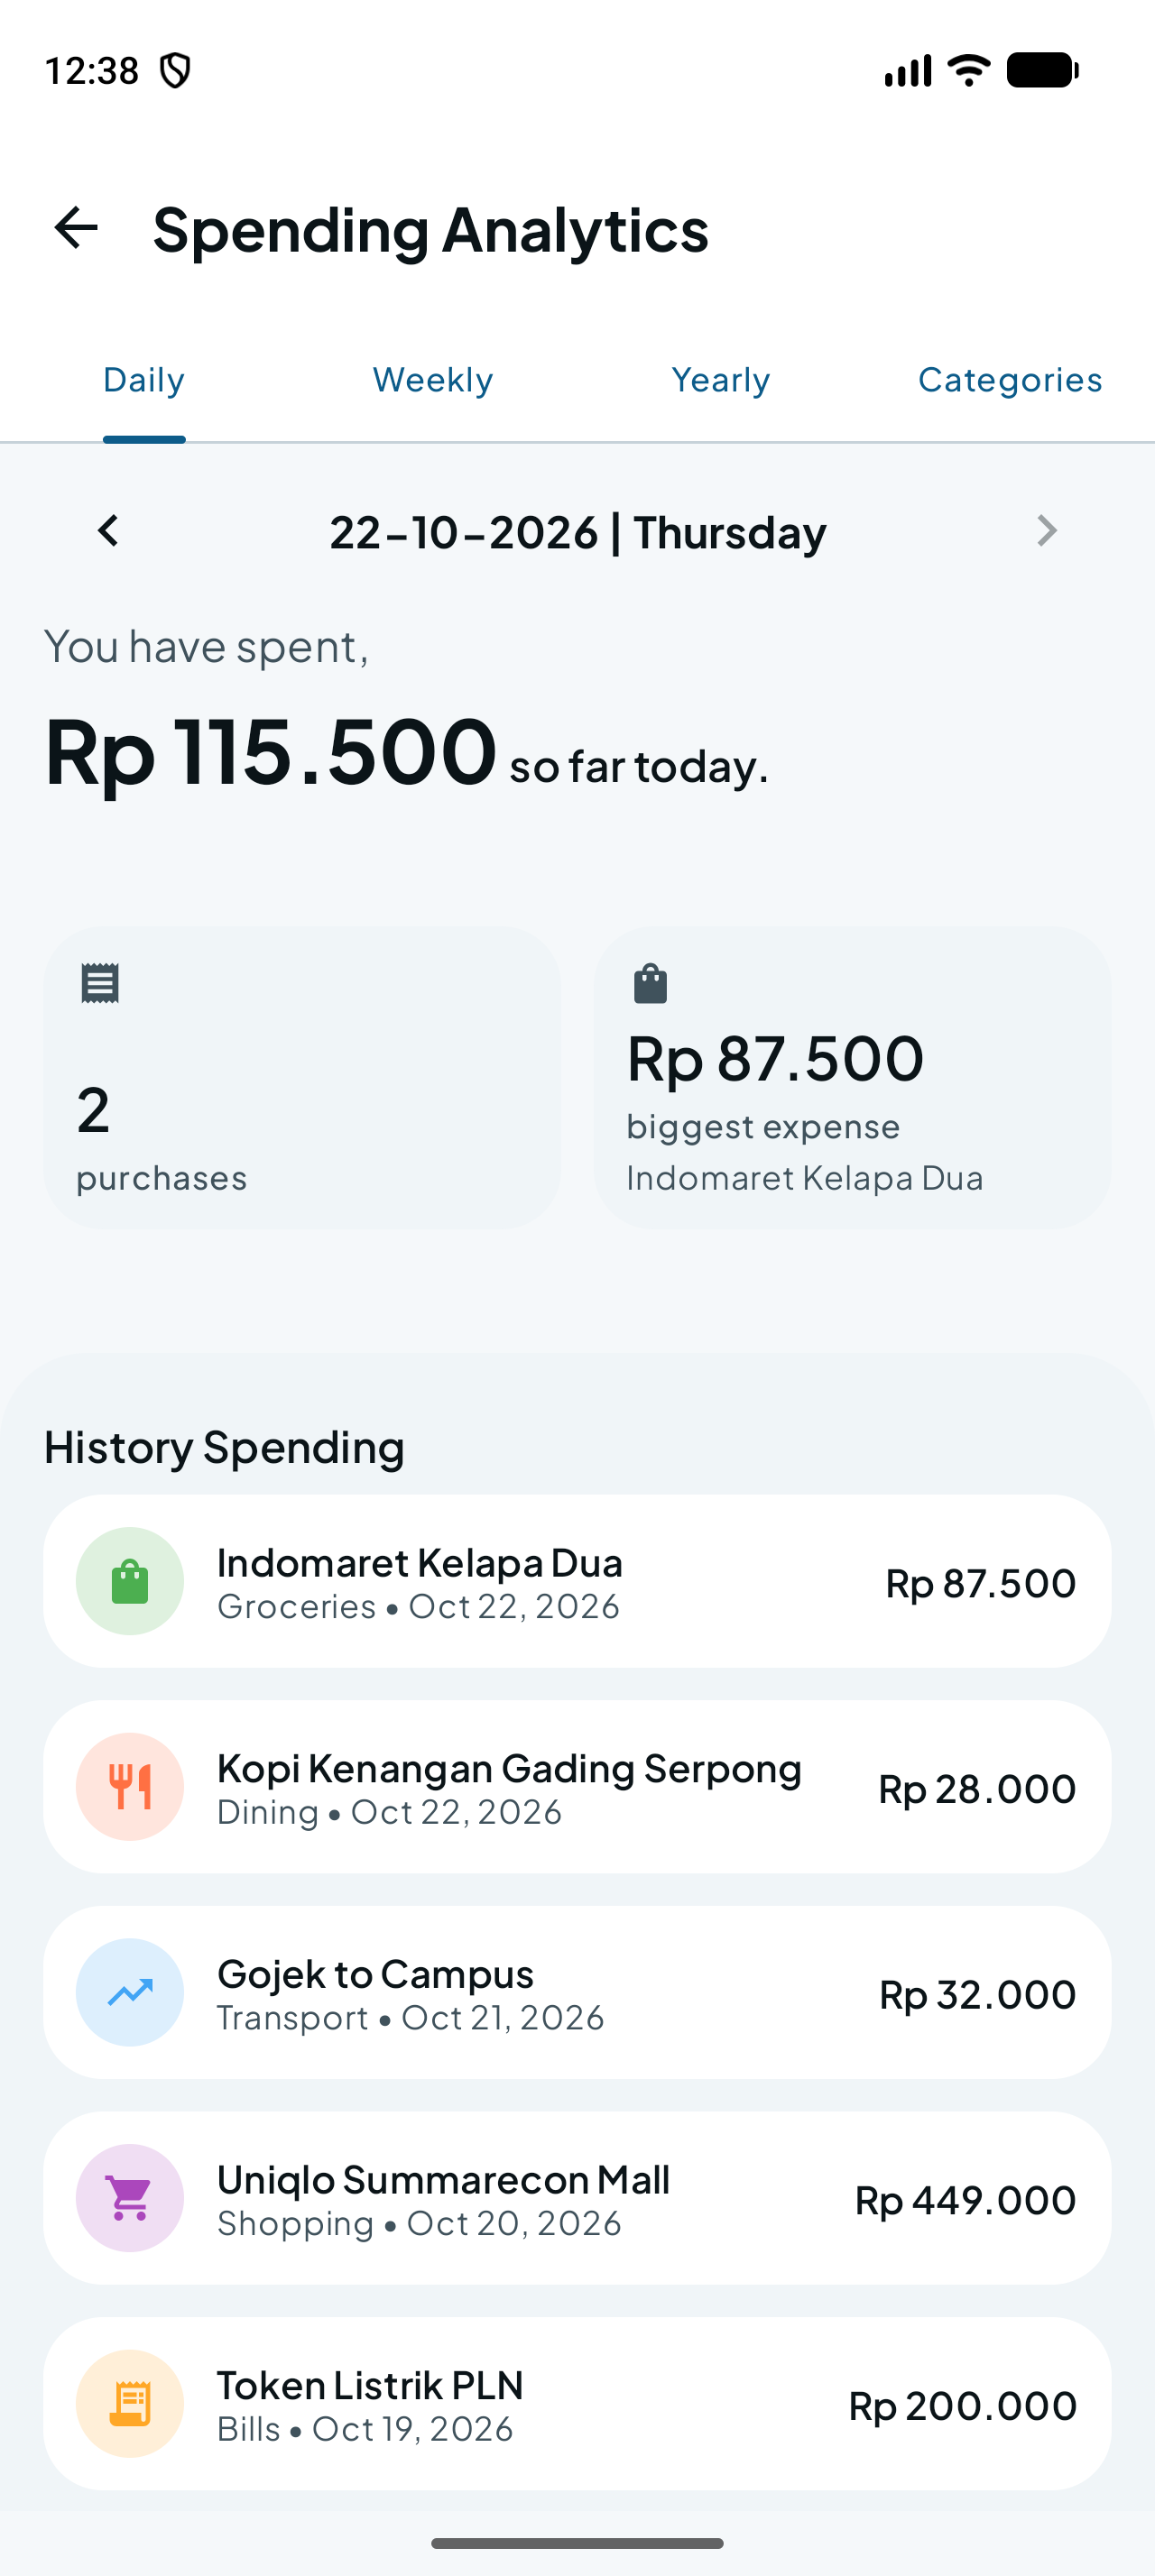 12:38
Spending Analytics
Daily Weekly Yearly Categories
22-10-2026 | Thursday
You have spent,
Rp 115.500 so far today.
2
purchases
Rp 87.500
biggest expense
Indomaret Kelapa Dua
History Spending
Indomaret Kelapa Dua
Groceries • Oct 22, 2026
Rp 87.500
Kopi Kenangan Gading Serpong
Dining • Oct 22, 2026
Rp 28.000
Gojek to Campus
Transport • Oct 21, 2026
Rp 32.000
Uniqlo Summarecon Mall
Shopping • Oct 20, 2026
Rp 449.000
Token Listrik PLN
Bills • Oct 19, 2026
Rp 200.000